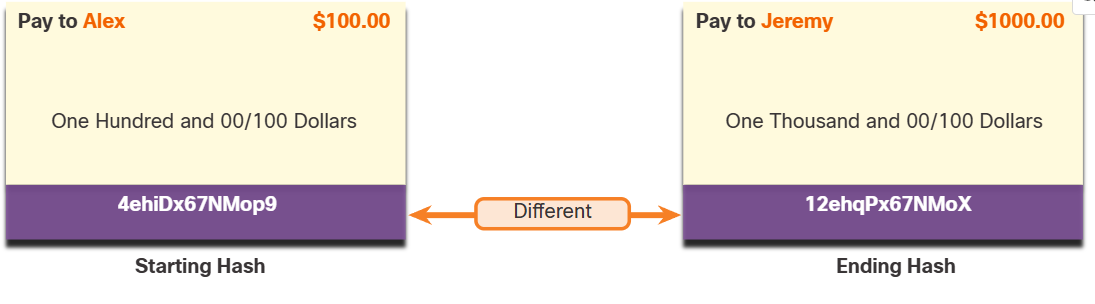 Pay to Alex $100.00
One Hundred and 00/100 Dollars
4ehiDx67NMop9
Starting Hash
Different
Pay to Jeremy $1000.00
One Thousand and 00/100 Dollars
12ehqPx67NMoX
Ending Hash